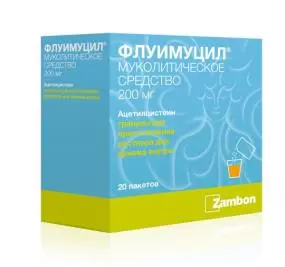 ФЛУИМУЦИЛ®
МУКОЛИТИЧЕСКОЕ
СРЕДСТВО
200 мг
Ацетилцистеин
гранулы для
приготовления
раствора для
приема внутрь
20 пакетов
Zambon